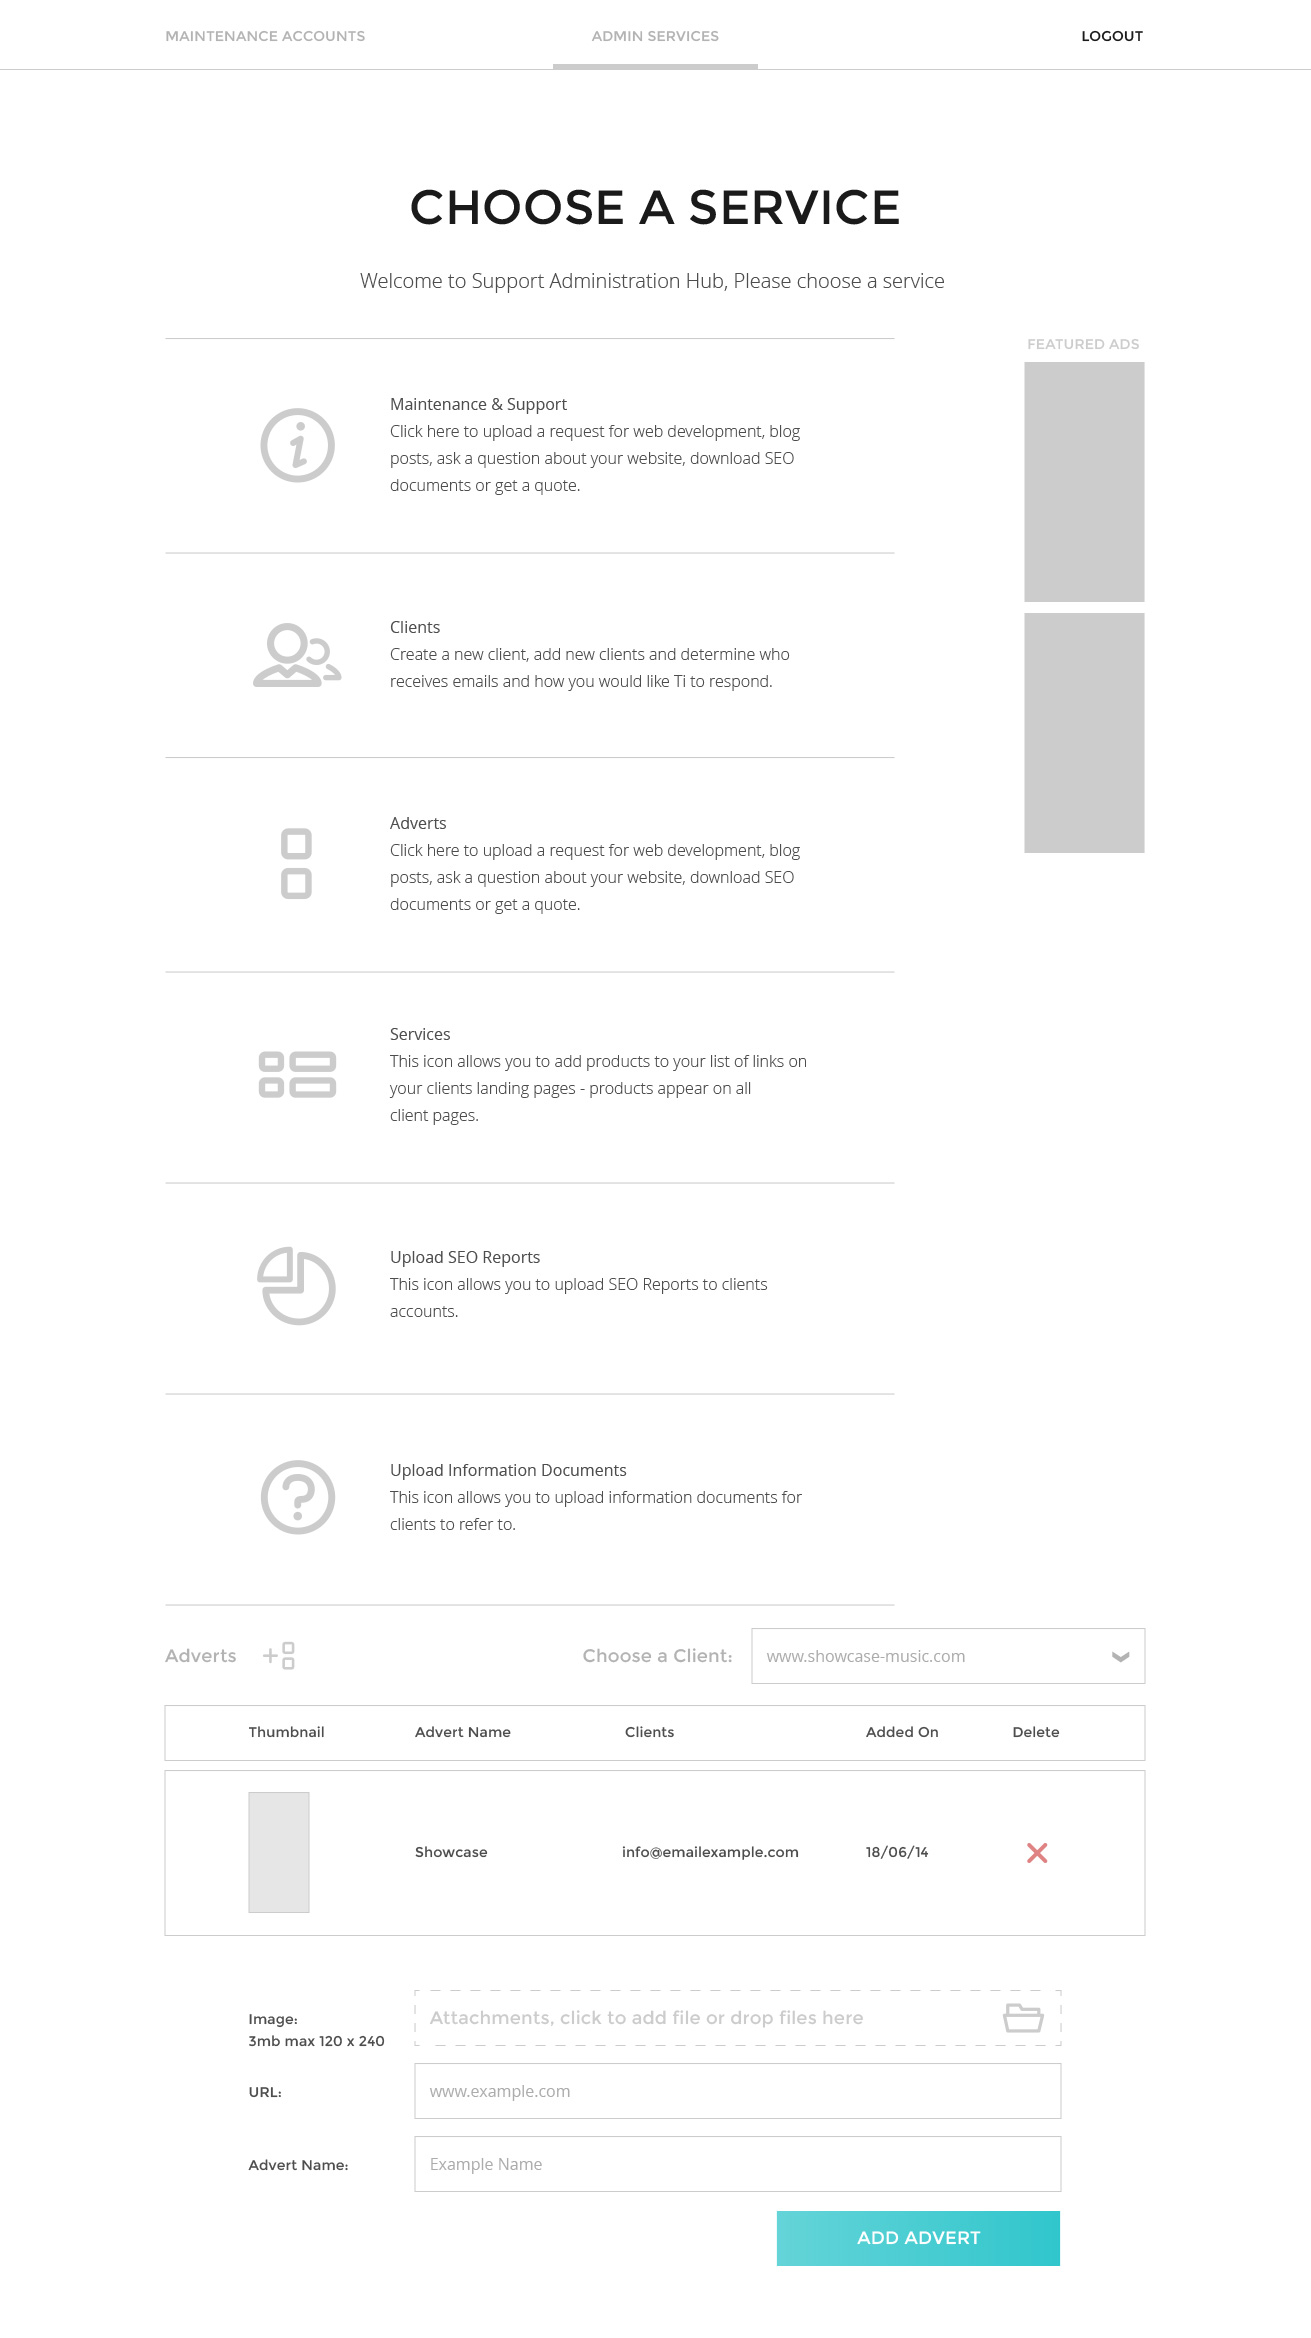 MAINTENANCE ACCOUNTS
ADMIN SERVICES
LOGOUT
CHOOSE A SERVICE
Welcome to Support Administration Hub, Please choose a service
FEATURED ADS
Maintenance & Support
Click here to upload a request for web development, blog
posts, ask a question about your website, download SEO
documents or get a quote.
Clients
Create a new client, add new clients and determine who
receives emails and how you would like Ti to respond.
Adverts
Click here to upload a request for web development, blog
posts, ask a question about your website, download SEO
documents or get a quote.
Services
This icon allows you to add products to your list of links on
your clients landing pages - products appear on all
client pages.
Upload SEO Reports
This icon allows you to upload SEO Reports to clients
accounts.
Upload Information Documents
This icon allows you to upload information documents for
clients to refer to.
Adverts
Choose a Client:
www.showcase-music.com
Thumbnail
Advert Name
Clients
Added On
Delete
Showcase
info@emailexample.com
18/06/14
Image:
3mb max 120 x 240
Attachments, click to add file or drop files here
URL:
www.example.com
Advert Name:
Example Name
ADD ADVERT